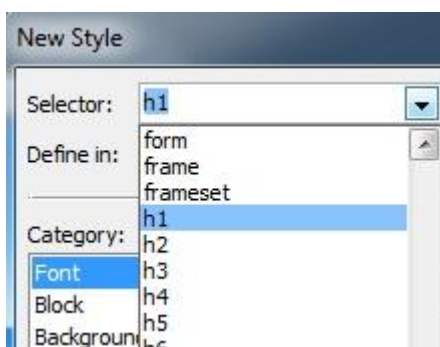 New Style
Selector: h1
form
Define in:
frame
frameset
h1
Category:
h2
Font
h3
Block
h4
h5